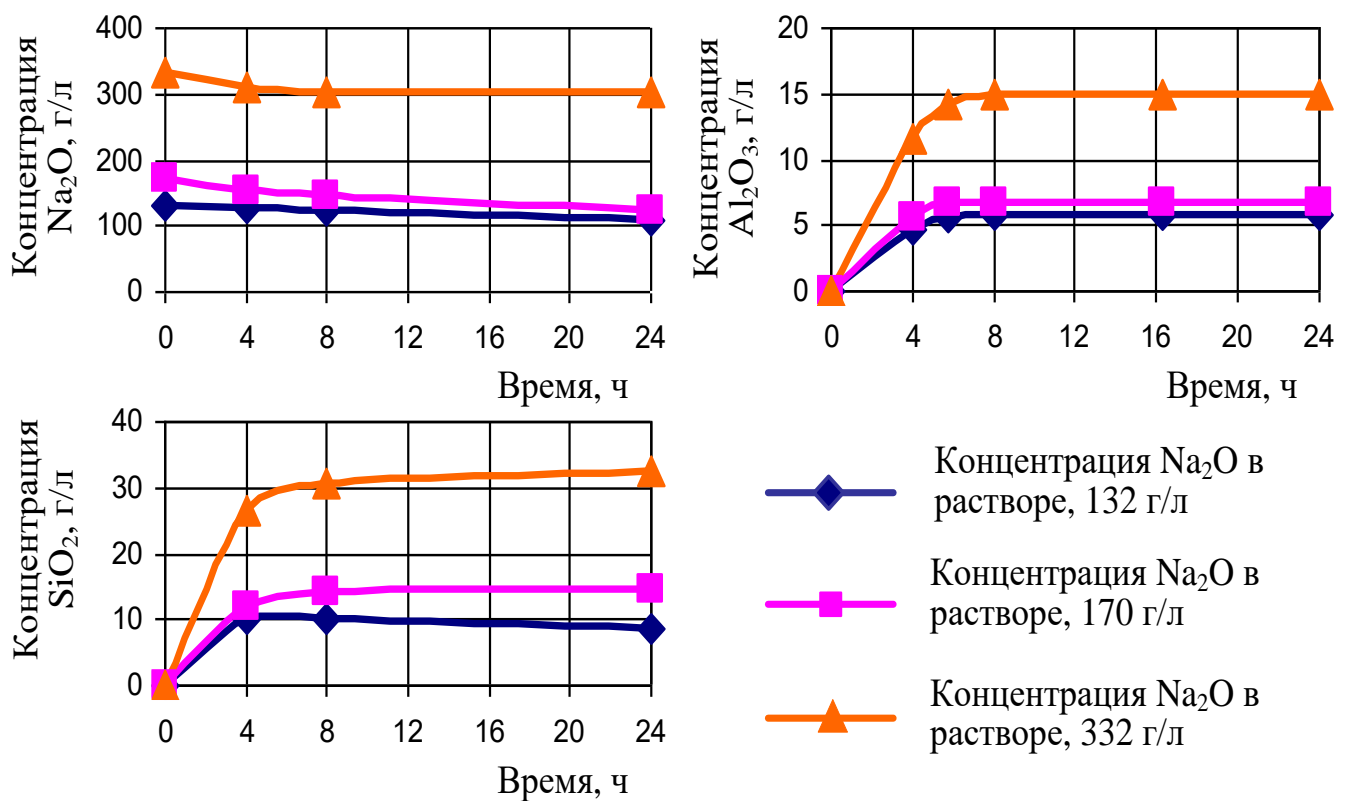 Концентрация
Na₂O, г/л
400
300
200
100
0
0 4 8 12 16 20 24
Время, ч
Концентрация
Al₂O₃, г/л
20
15
10
5
0
0 4 8 12 16 20 24
Время, ч
Концентрация
SiO₂, г/л
40
30
20
10
0
0 4 8 12 16 20 24
Время, ч
Концентрация Na₂O в
растворе, 132 г/л
Концентрация Na₂O в
растворе, 170 г/л
Концентрация Na₂O в
растворе, 332 г/л